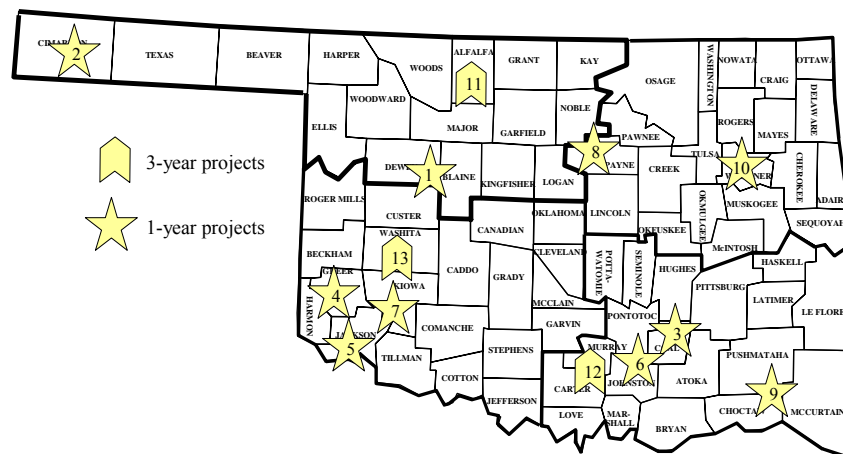 CIMARRON
TEXAS
BEAVER
HARPER
WOODS
ALFALFA
GRANT
KAY
OSAGE
WASHINGTON
NOWATA
CRAIG
OTTAWA
2
11
WOODWARD
ELLIS
MAJOR
GARFIELD
NOBLE
PAWNEE
ROGERS
MAYES
DELAWARE
3-year projects
8
PAYNE
TULSA
10
CREEK
CHEROKEE
ADAIR
1
BLAINE
KINGFISHER
LOGAN
ROGER MILLS
CUSTER
CANADIAN
OKLAHOMA
LINCOLN
OKMULGEE
MUSKOGEE
SEQUOYAH
1-year projects
WASHITA
13
CADDO
CLEVELAND
OKFUSKEE
McINTOSH
BECKHAM
KIOWA
GRADY
POTTA-
WATOMIE
SEMINOLE
HUGHES
PITTSBURG
HASKELL
LATIMER
LE FLORE
HARMON
4
7
COMANCHE
MCCLAIN
GARVIN
PONTOTOC
3
5
TILLMAN
STEPHENS
MURRAY
6
PUSHMATAHA
COTTON
JEFFERSON
12
JOHNSTON
ATOKA
9
LOVE
MAR-
SHALL
BRYAN
MCCURTAIN